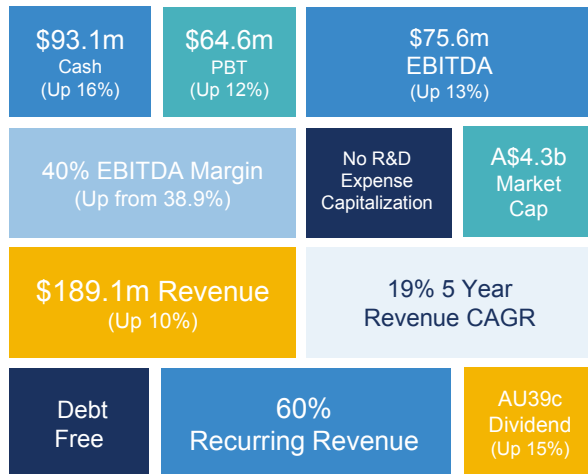 $93.1m
Cash
(Up 16%)
$64.6m
PBT
(Up 12%)
$75.6m
EBITDA
(Up 13%)
40% EBITDA Margin
(Up from 38.9%)
No R&D
Expense
Capitalization
A$4.3b
Market
Cap
$189.1m Revenue
(Up 10%)
19% 5 Year
Revenue CAGR
Debt
Free
60%
Recurring Revenue
AU39c
Dividend
(Up 15%)